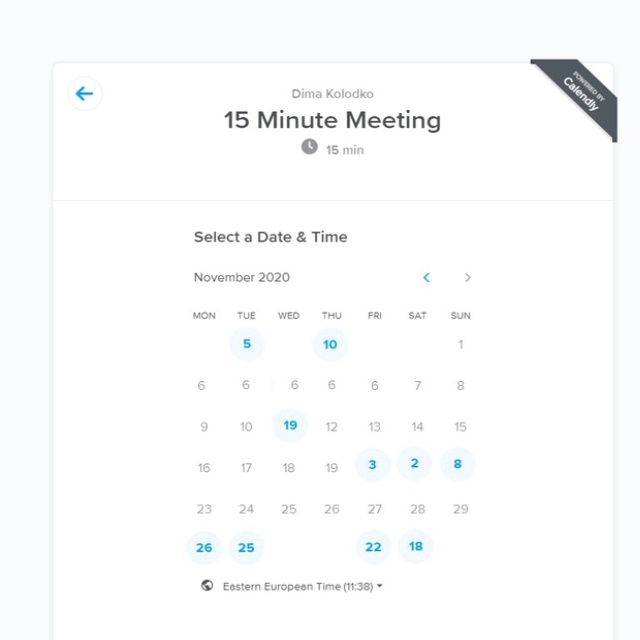 POWERED BY
Calendly
Dima Kolodko
15 Minute Meeting
15 min
Select a Date & Time
November 2020
MON TUE WED THU FRI SAT SUN
5 10 1
6 6 6 6 6 7 8
9 10 19 12 13 14 15
16 17 18 19 3 2 8
23 24 25 26 27 28 29
26 25 22 18
Eastern European Time (11:38)